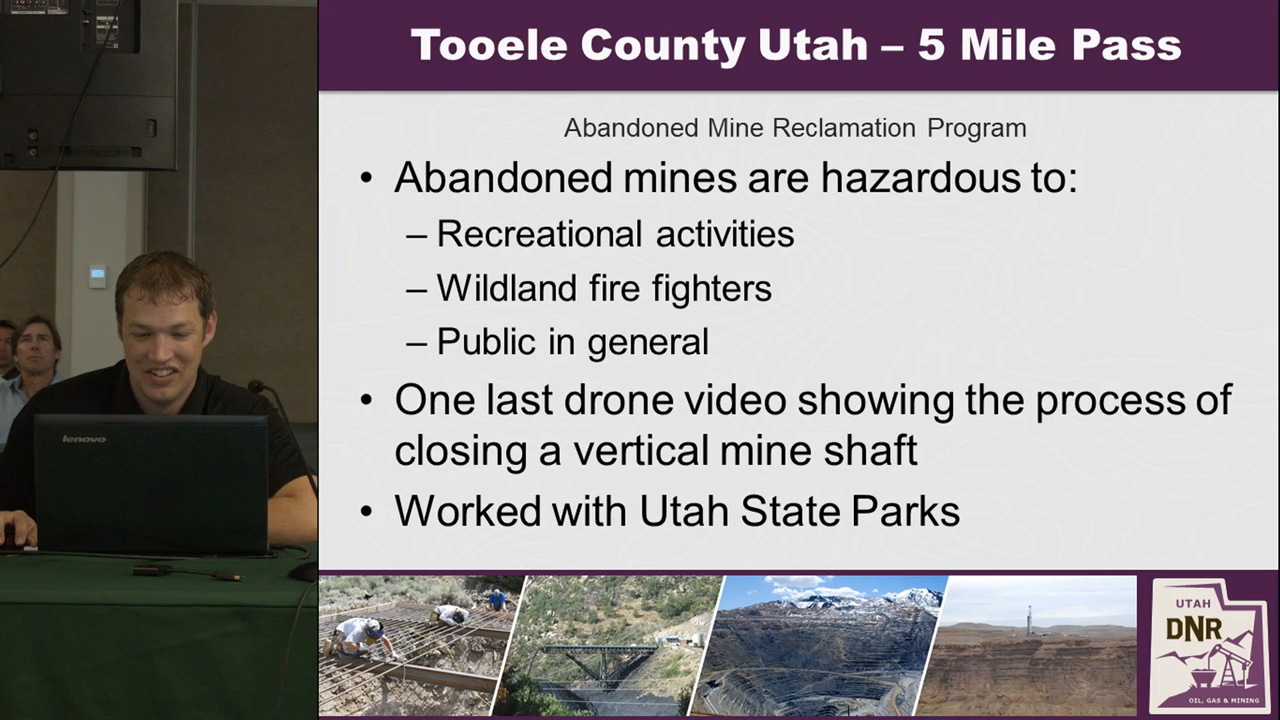 Tooele County Utah – 5 Mile Pass
Abandoned Mine Reclamation Program
• Abandoned mines are hazardous to:
– Recreational activities
– Wildland fire fighters
– Public in general
• One last drone video showing the process of
closing a vertical mine shaft
• Worked with Utah State Parks
lenovo
UTAH
DNR
OIL, GAS & MINING